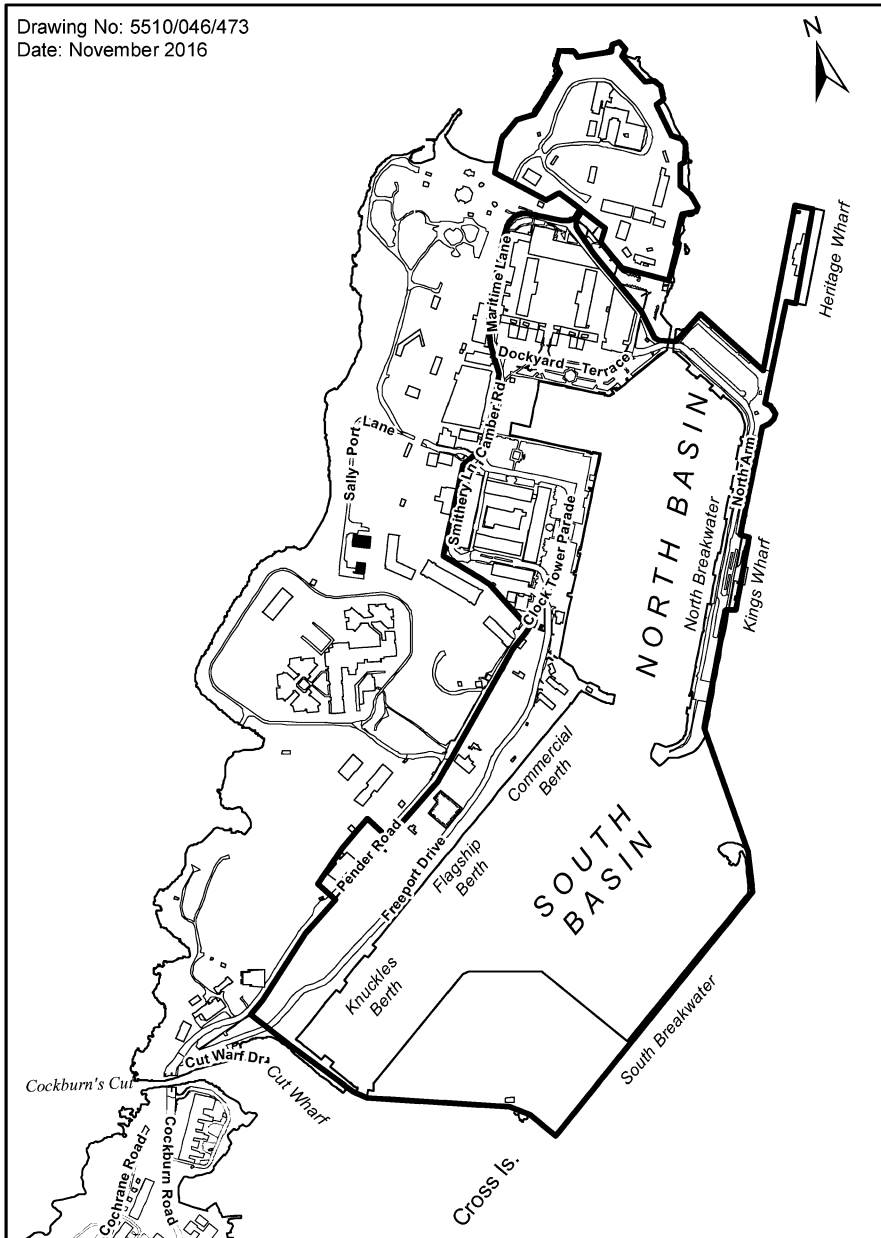 Drawing No: 5510/046/473
Date: November 2016
N
Heritage Wharf
Maritime Lane
Dockyard Terrace
Camber Rd
Sally Port Lane
Smithery Ln
NORTH BASIN
North Arm
Clock Tower Parade
North Breakwater
Kings Wharf
Commercial
Berth
Pender Road
Freeport Drive
Flagship
Berth
SOUTH
BASIN
Knuckles
Berth
South Breakwater
Cut Warf Dr
Cut Wharf
Cockburn's Cut
Cochrane Road
Cockburn Road
Cross Is.